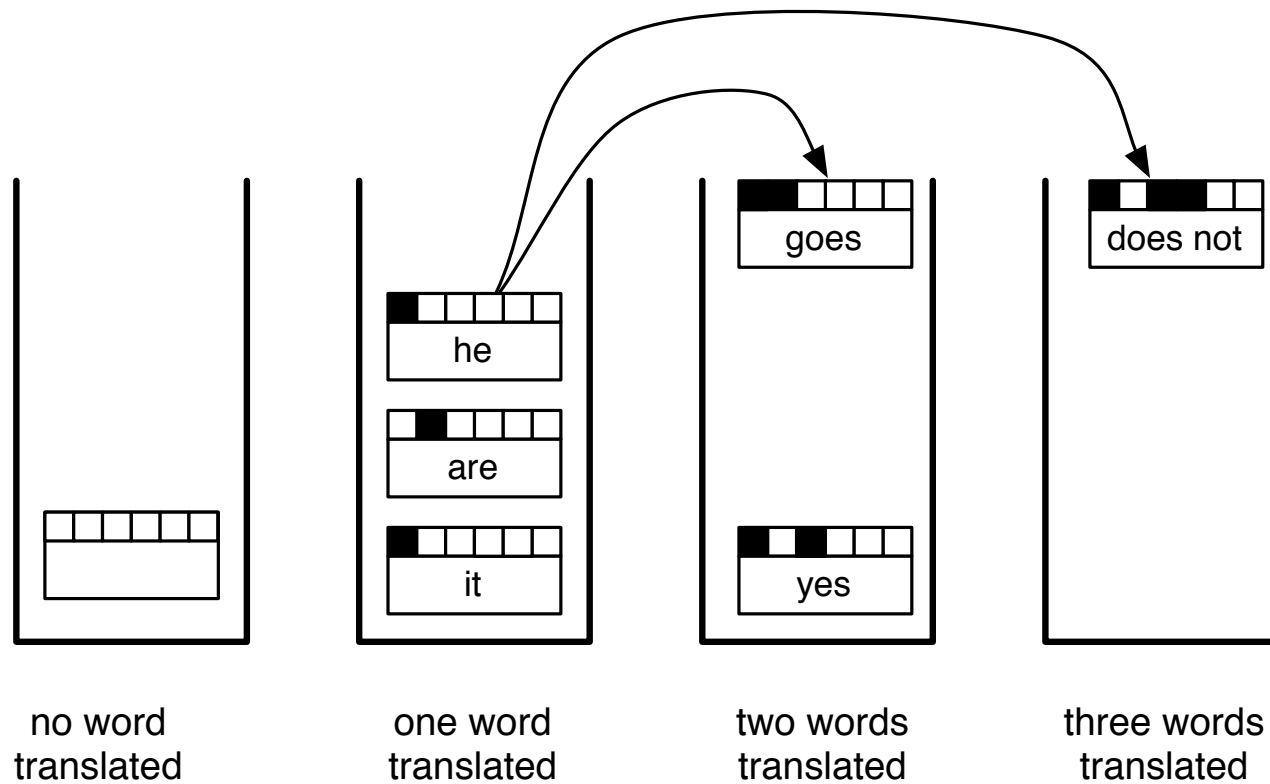 goes
does not
he
are
it
yes
no word
translated
one word
translated
two words
translated
three words
translated